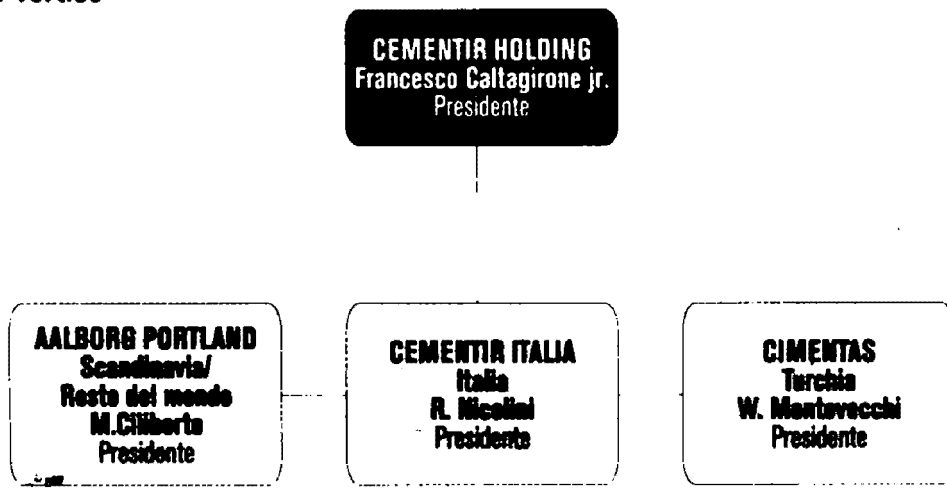 CEMENTIR HOLDING
Francesco Caltagirone jr.
Presidente
AALBORG PORTLAND
Scandinavia/
Resto del mondo
M.Ciliberto
Presidente
CEMENTIR ITALIA
Italia
R. Nicolini
Presidente
CIMENTAS
Turchia
W. Montevecchi
Presidente